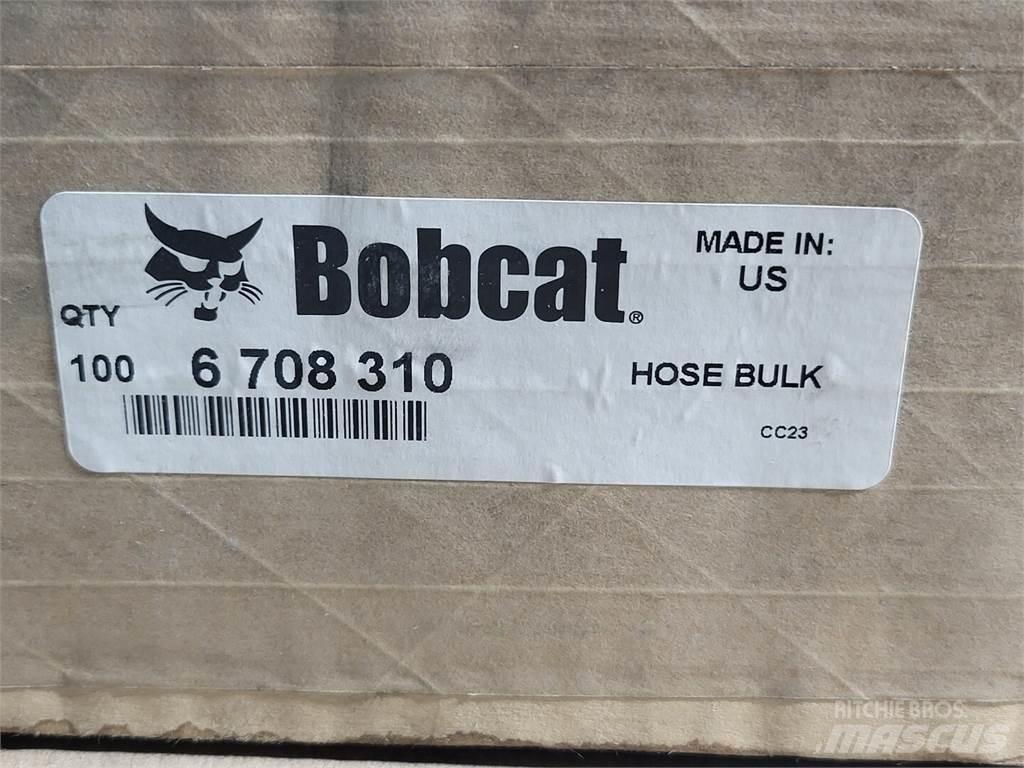 Bobcat®
MADE IN:
US
QTY
100 6 708 310
HOSE BULK
CC23
RITCHIE BROS.
MASCUS